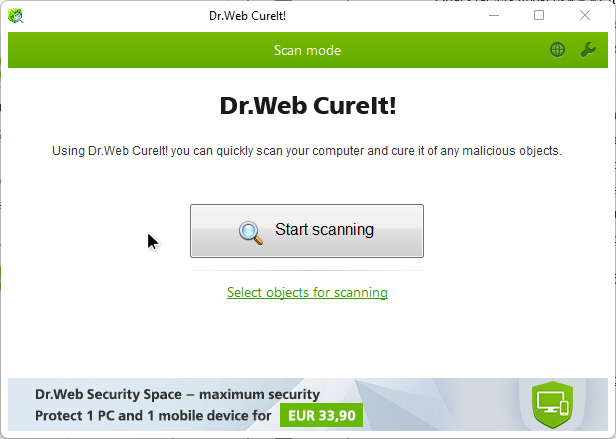 Dr.Web CureIt!
Scan mode
Dr.Web CureIt!
Using Dr.Web CureIt! you can quickly scan your computer and cure it of any malicious objects.
Start scanning
Select objects for scanning
Dr.Web Security Space – maximum security
Protect 1 PC and 1 mobile device for EUR 33,90